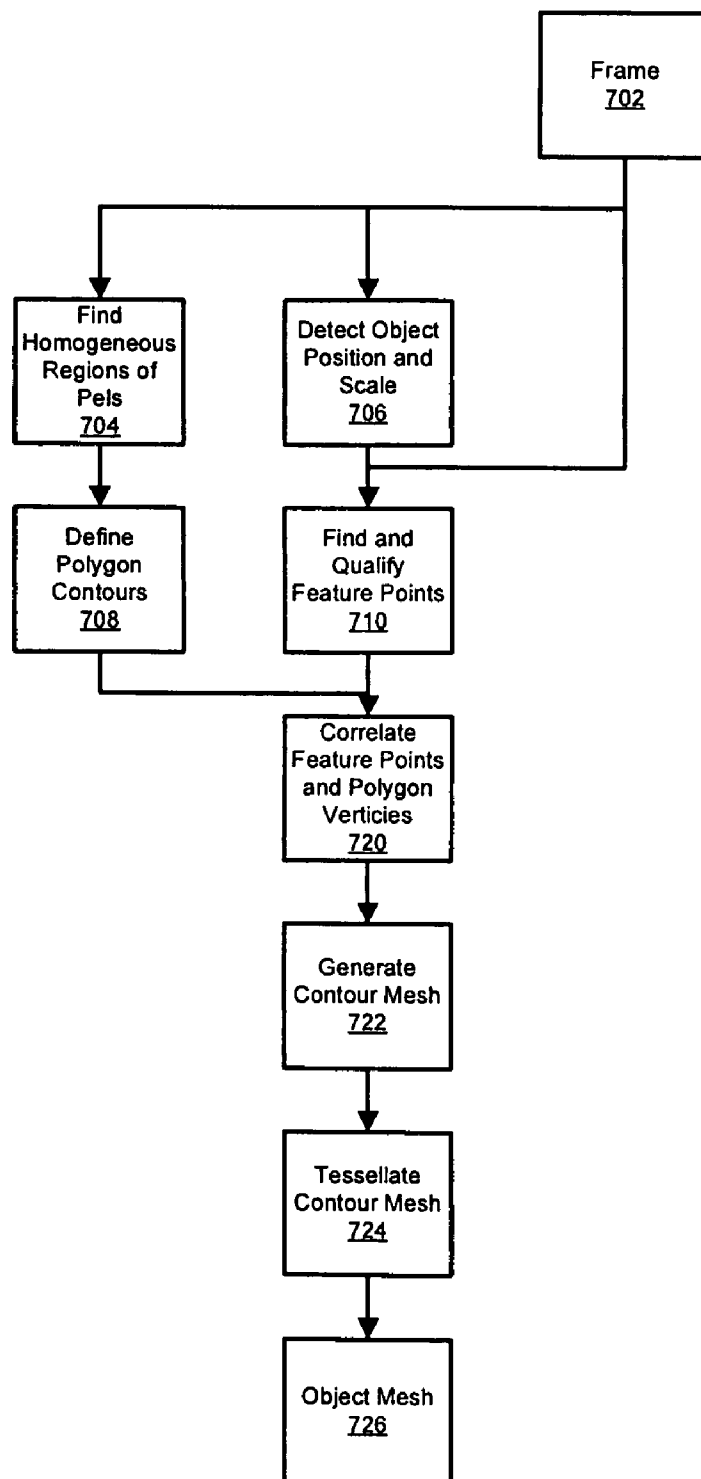 Frame
702
Find
Homogeneous
Regions of
Pels
704
Detect Object
Position and
Scale
706
Define
Polygon
Contours
708
Find and
Qualify
Feature Points
710
Correlate
Feature Points
and Polygon
Verticies
720
Generate
Contour Mesh
722
Tessellate
Contour Mesh
724
Object Mesh
726